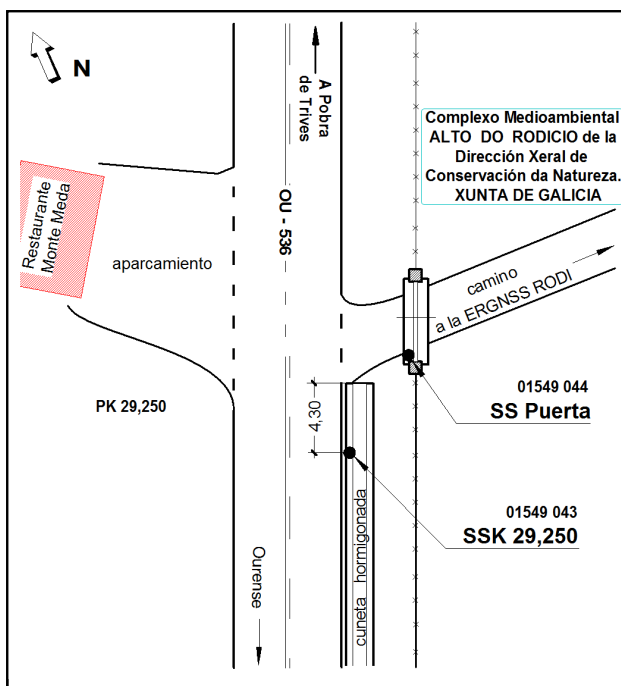 N
A Pobra
de Trives
Complexo Medioambiental
ALTO DO RODICIO de la
Dirección Xeral de
Conservación da Natureza.
XUNTA DE GALICIA
OU - 536
Restaurante
Monte Meda
aparcamiento
camino
a la ERGNSS RODI
01549 044
SS Puerta
PK 29,250
4,30
01549 043
SSK 29,250
cuneta hormigonada
Ourense